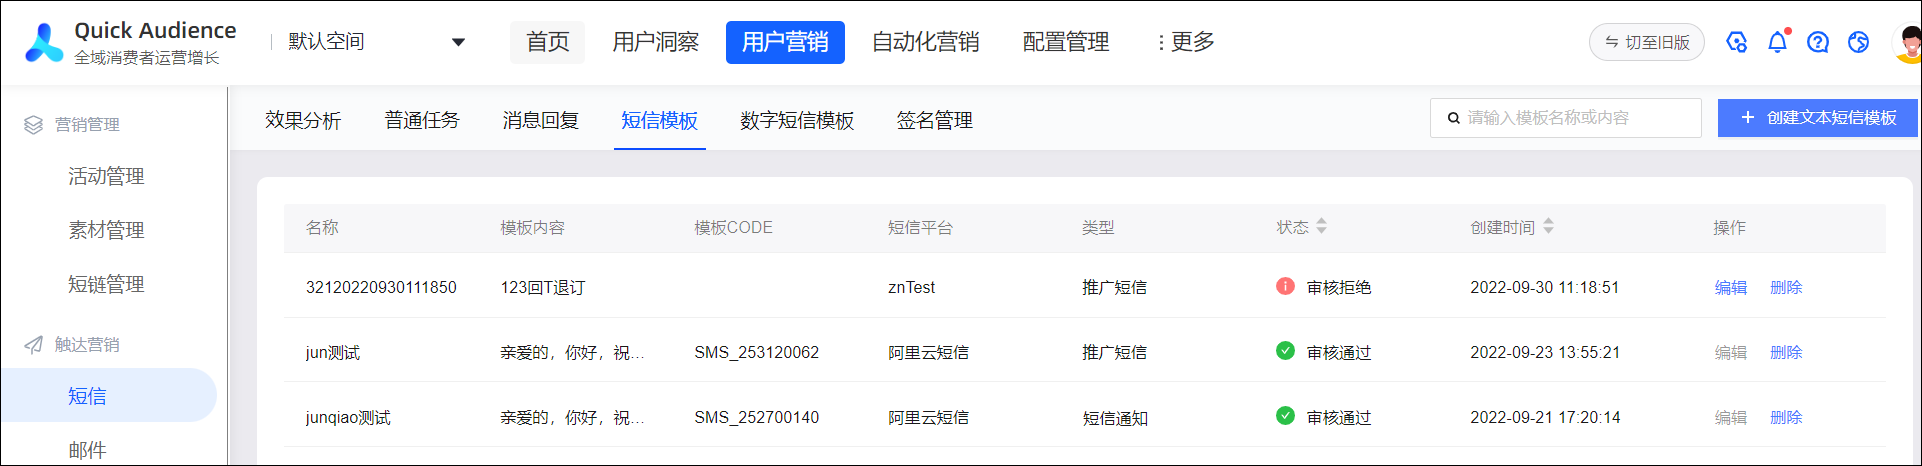 Quick Audience
全域消费者运营增长
默认空间
首页
用户洞察
用户营销
自动化营销
配置管理
更多
切至旧版
营销管理
活动管理
素材管理
短链管理
触达营销
短信
邮件
效果分析
普通任务
消息回复
短信模板
数字短信模板
签名管理
请输入模板名称或内容
+ 创建文本短信模板
名称 模板内容 模板CODE 短信平台 类型 状态 创建时间 操作
32120220930111850 123回T退订 znTest 推广短信 审核拒绝 2022-09-30 11:18:51 编辑 删除
jun测试 亲爱的，你好，祝... SMS_253120062 阿里云短信 推广短信 审核通过 2022-09-23 13:55:21 编辑 删除
junqiao测试 亲爱的，你好，祝... SMS_252700140 阿里云短信 短信通知 审核通过 2022-09-21 17:20:14 编辑 删除